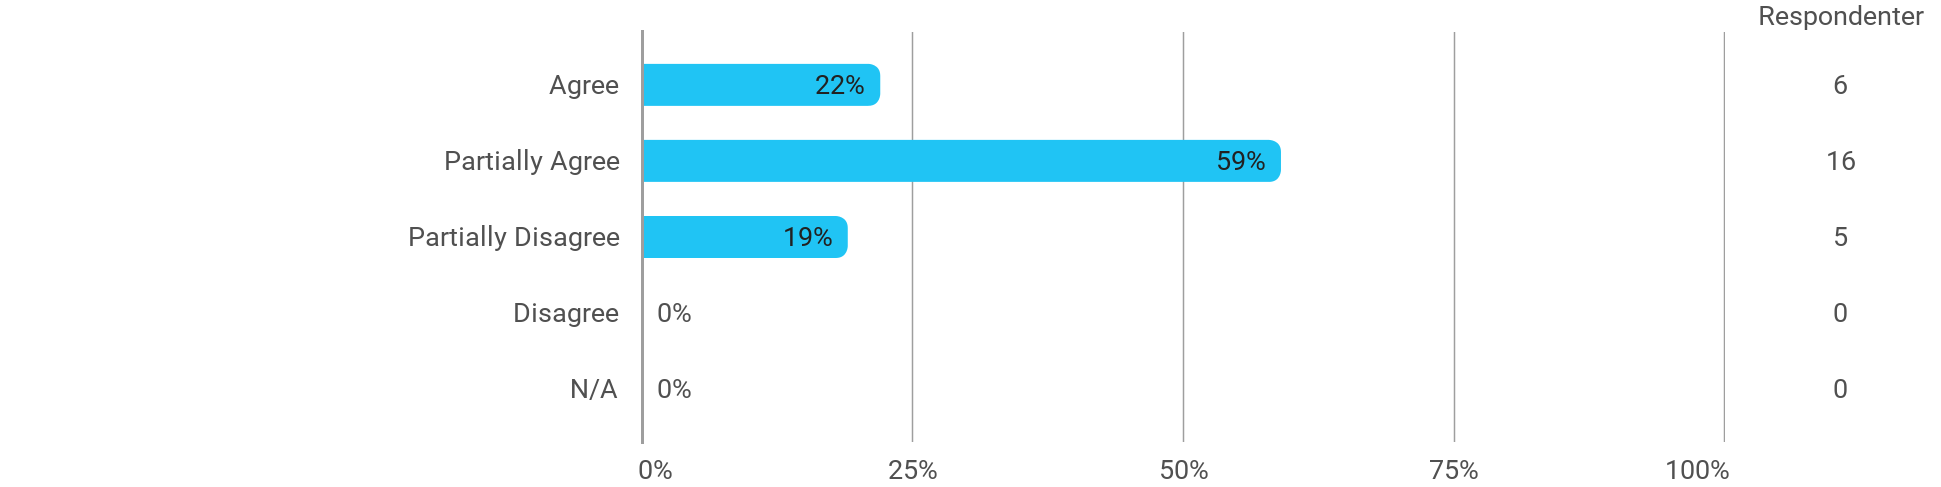 Respondenter
Agree 22% 6
Partially Agree 59% 16
Partially Disagree 19% 5
Disagree 0% 0
N/A 0% 0
0% 25% 50% 75% 100%